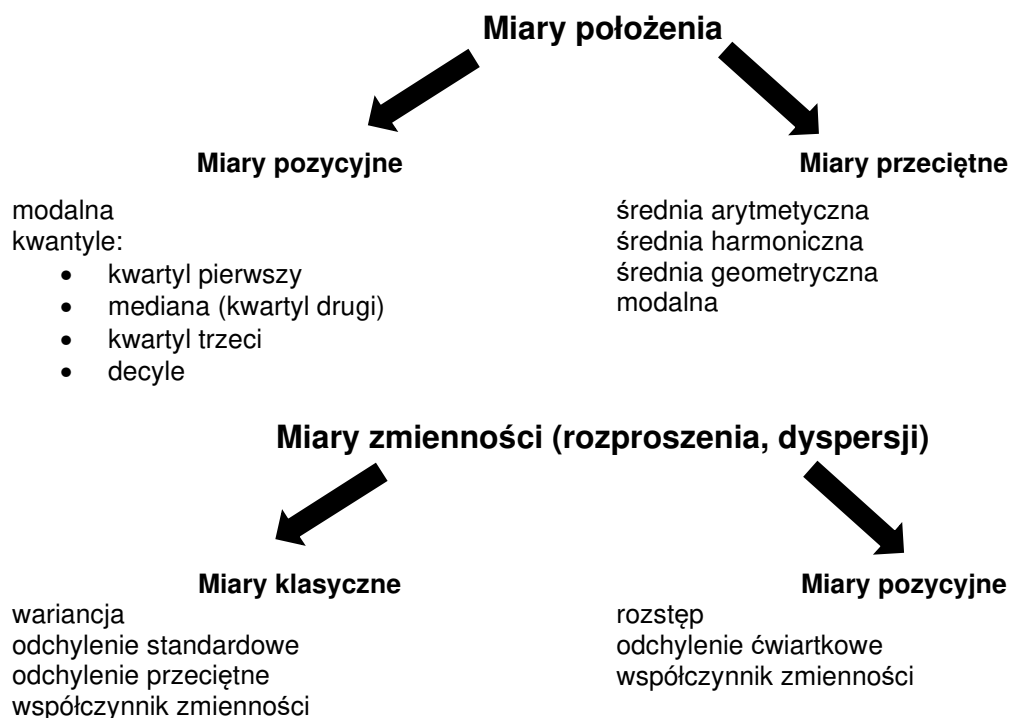 Miary położenia
Miary pozycyjne
modalna
kwantyle:
• kwartyl pierwszy
• mediana (kwartyl drugi)
• kwartyl trzeci
• decyle
Miary przeciętne
średnia arytmetyczna
średnia harmoniczna
średnia geometryczna
modalna
Miary zmienności (rozproszenia, dyspersji)
Miary klasyczne
wariancja
odchylenie standardowe
odchylenie przeciętne
współczynnik zmienności
Miary pozycyjne
rozstęp
odchylenie ćwiartkowe
współczynnik zmienności